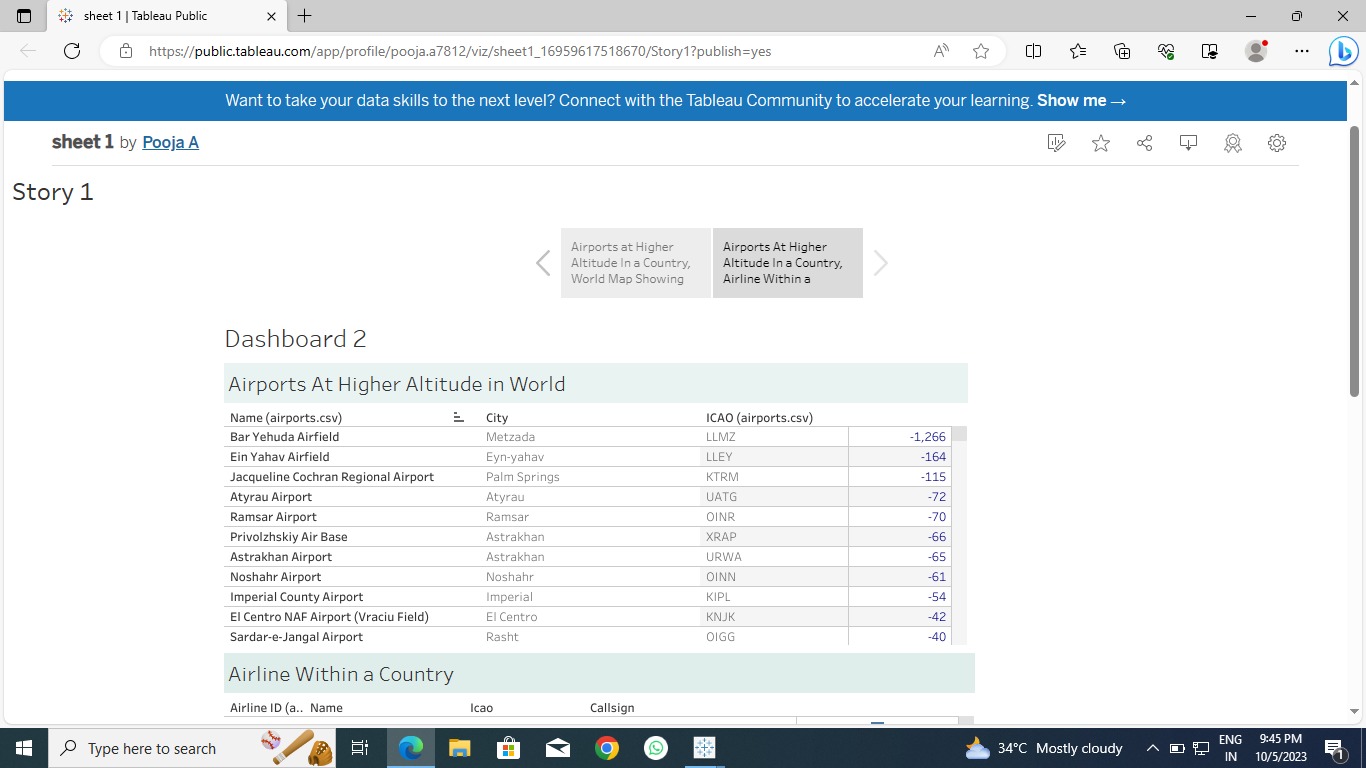 sheet 1 | Tableau Public
https://public.tableau.com/app/profile/pooja.a7812/viz/sheet1_16959617518670/Story1?publish=yes
Want to take your data skills to the next level? Connect with the Tableau Community to accelerate your learning. Show me →
sheet 1 by Pooja A
Story 1
Airports at Higher
Altitude In a Country,
World Map Showing
Airports At Higher
Altitude In a Country,
Airline Within a
Dashboard 2
Airports At Higher Altitude in World
Name (airports.csv) City ICAO (airports.csv)
Bar Yehuda Airfield Metzada LLMZ -1,266
Ein Yahav Airfield Eyn-yahav LLEY -164
Jacqueline Cochran Regional Airport Palm Springs KTRM -115
Atyrau Airport Atyrau UATG -72
Ramsar Airport Ramsar OINR -70
Privolzhskiy Air Base Astrakhan XRAP -66
Astrakhan Airport Astrakhan URWA -65
Noshahr Airport Noshahr OINN -61
Imperial County Airport Imperial KIPL -54
El Centro NAF Airport (Vraciu Field) El Centro KNJK -42
Sardar-e-Jangal Airport Rasht OIGG -40
Airline Within a Country
Airline ID (a.. Name Icao Callsign
Type here to search
34°C Mostly cloudy
ENG
IN
9:45 PM
10/5/2023
1